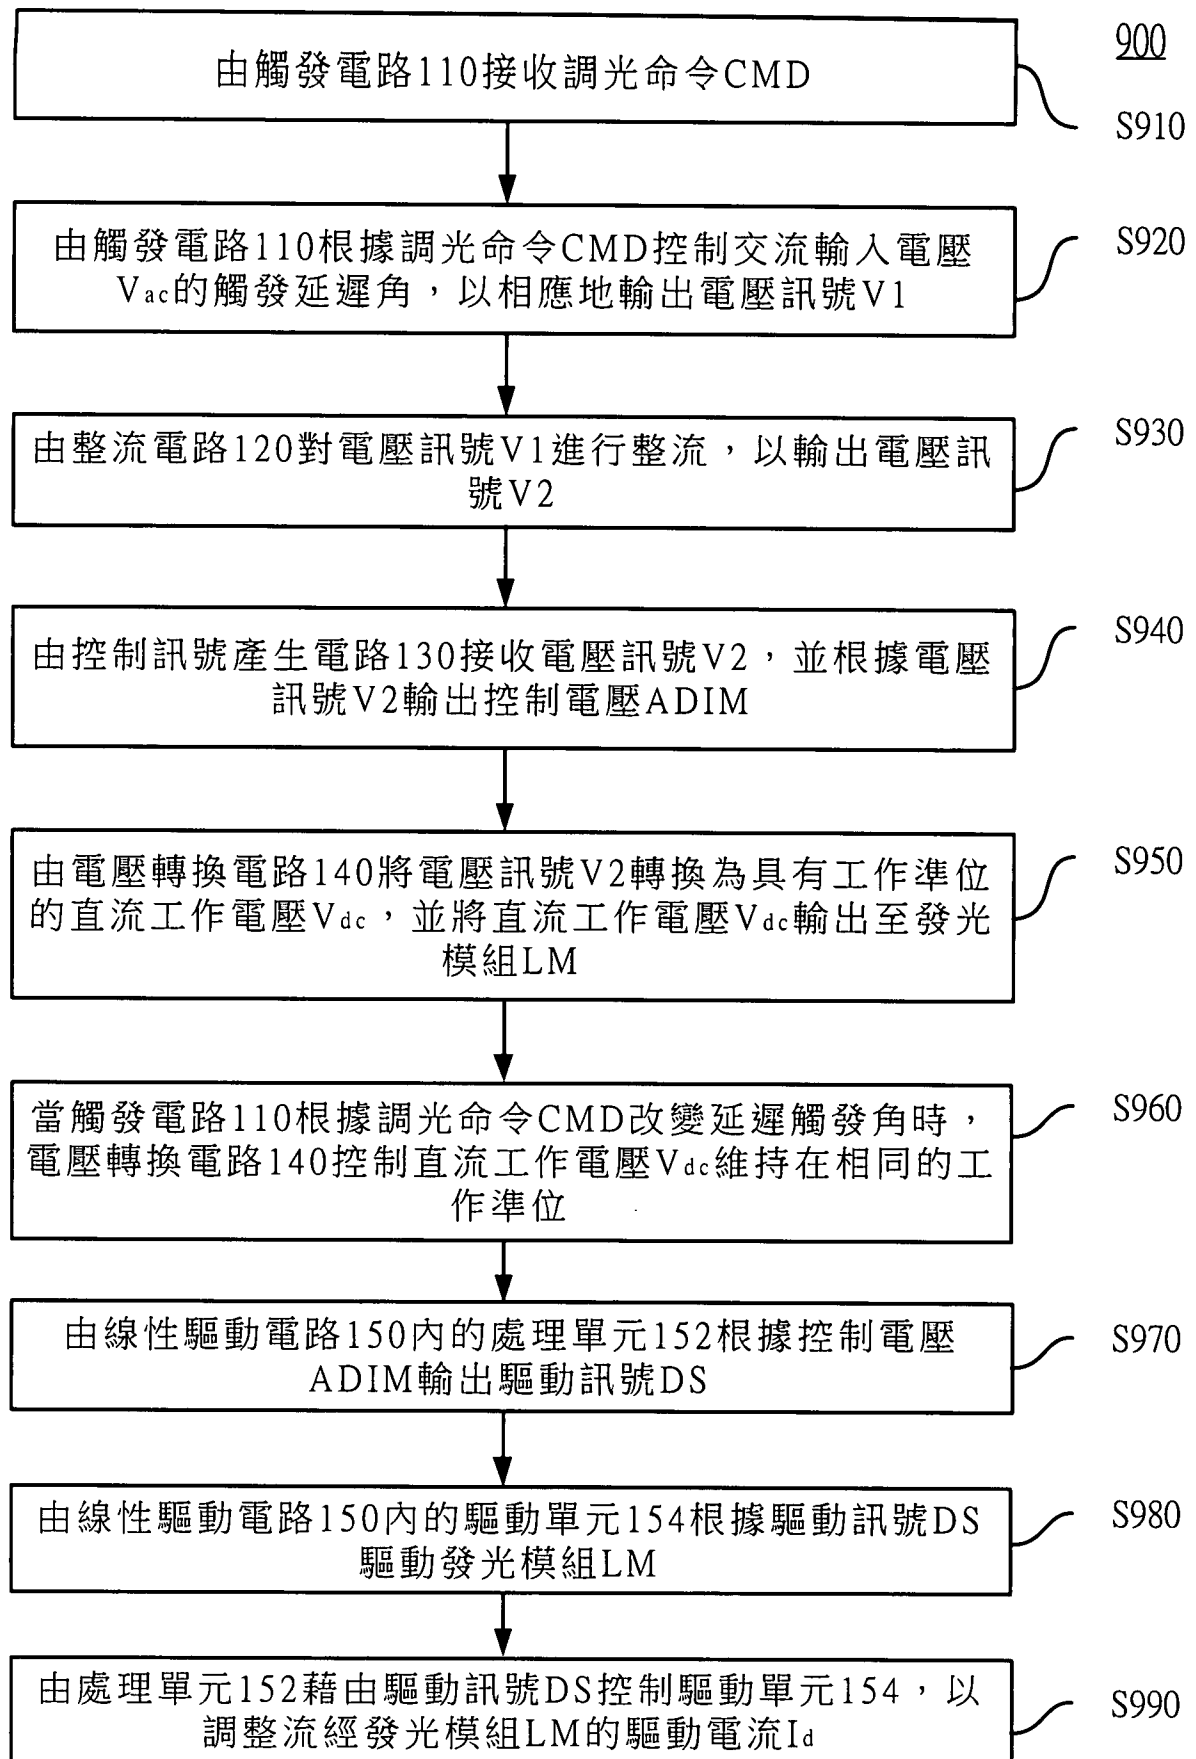 900
由觸發電路110接收調光命令CMD
S910
由觸發電路110根據調光命令CMD控制交流輸入電壓
Vac的觸發延遲角，以相應地輸出電壓訊號V1
S920
由整流電路120對電壓訊號V1進行整流，以輸出電壓訊
號V2
S930
由控制訊號產生電路130接收電壓訊號V2，並根據電壓
訊號V2輸出控制電壓ADIM
S940
由電壓轉換電路140將電壓訊號V2轉換為具有工作準位
的直流工作電壓Vdc，並將直流工作電壓Vdc輸出至發光
模組LM
S950
當觸發電路110根據調光命令CMD改變延遲觸發角時，
電壓轉換電路140控制直流工作電壓Vdc維持在相同的工
作準位
S960
由線性驅動電路150內的處理單元152根據控制電壓
ADIM輸出驅動訊號DS
S970
由線性驅動電路150內的驅動單元154根據驅動訊號DS
驅動發光模組LM
S980
由處理單元152藉由驅動訊號DS控制驅動單元154，以
調整流經發光模組LM的驅動電流Id
S990